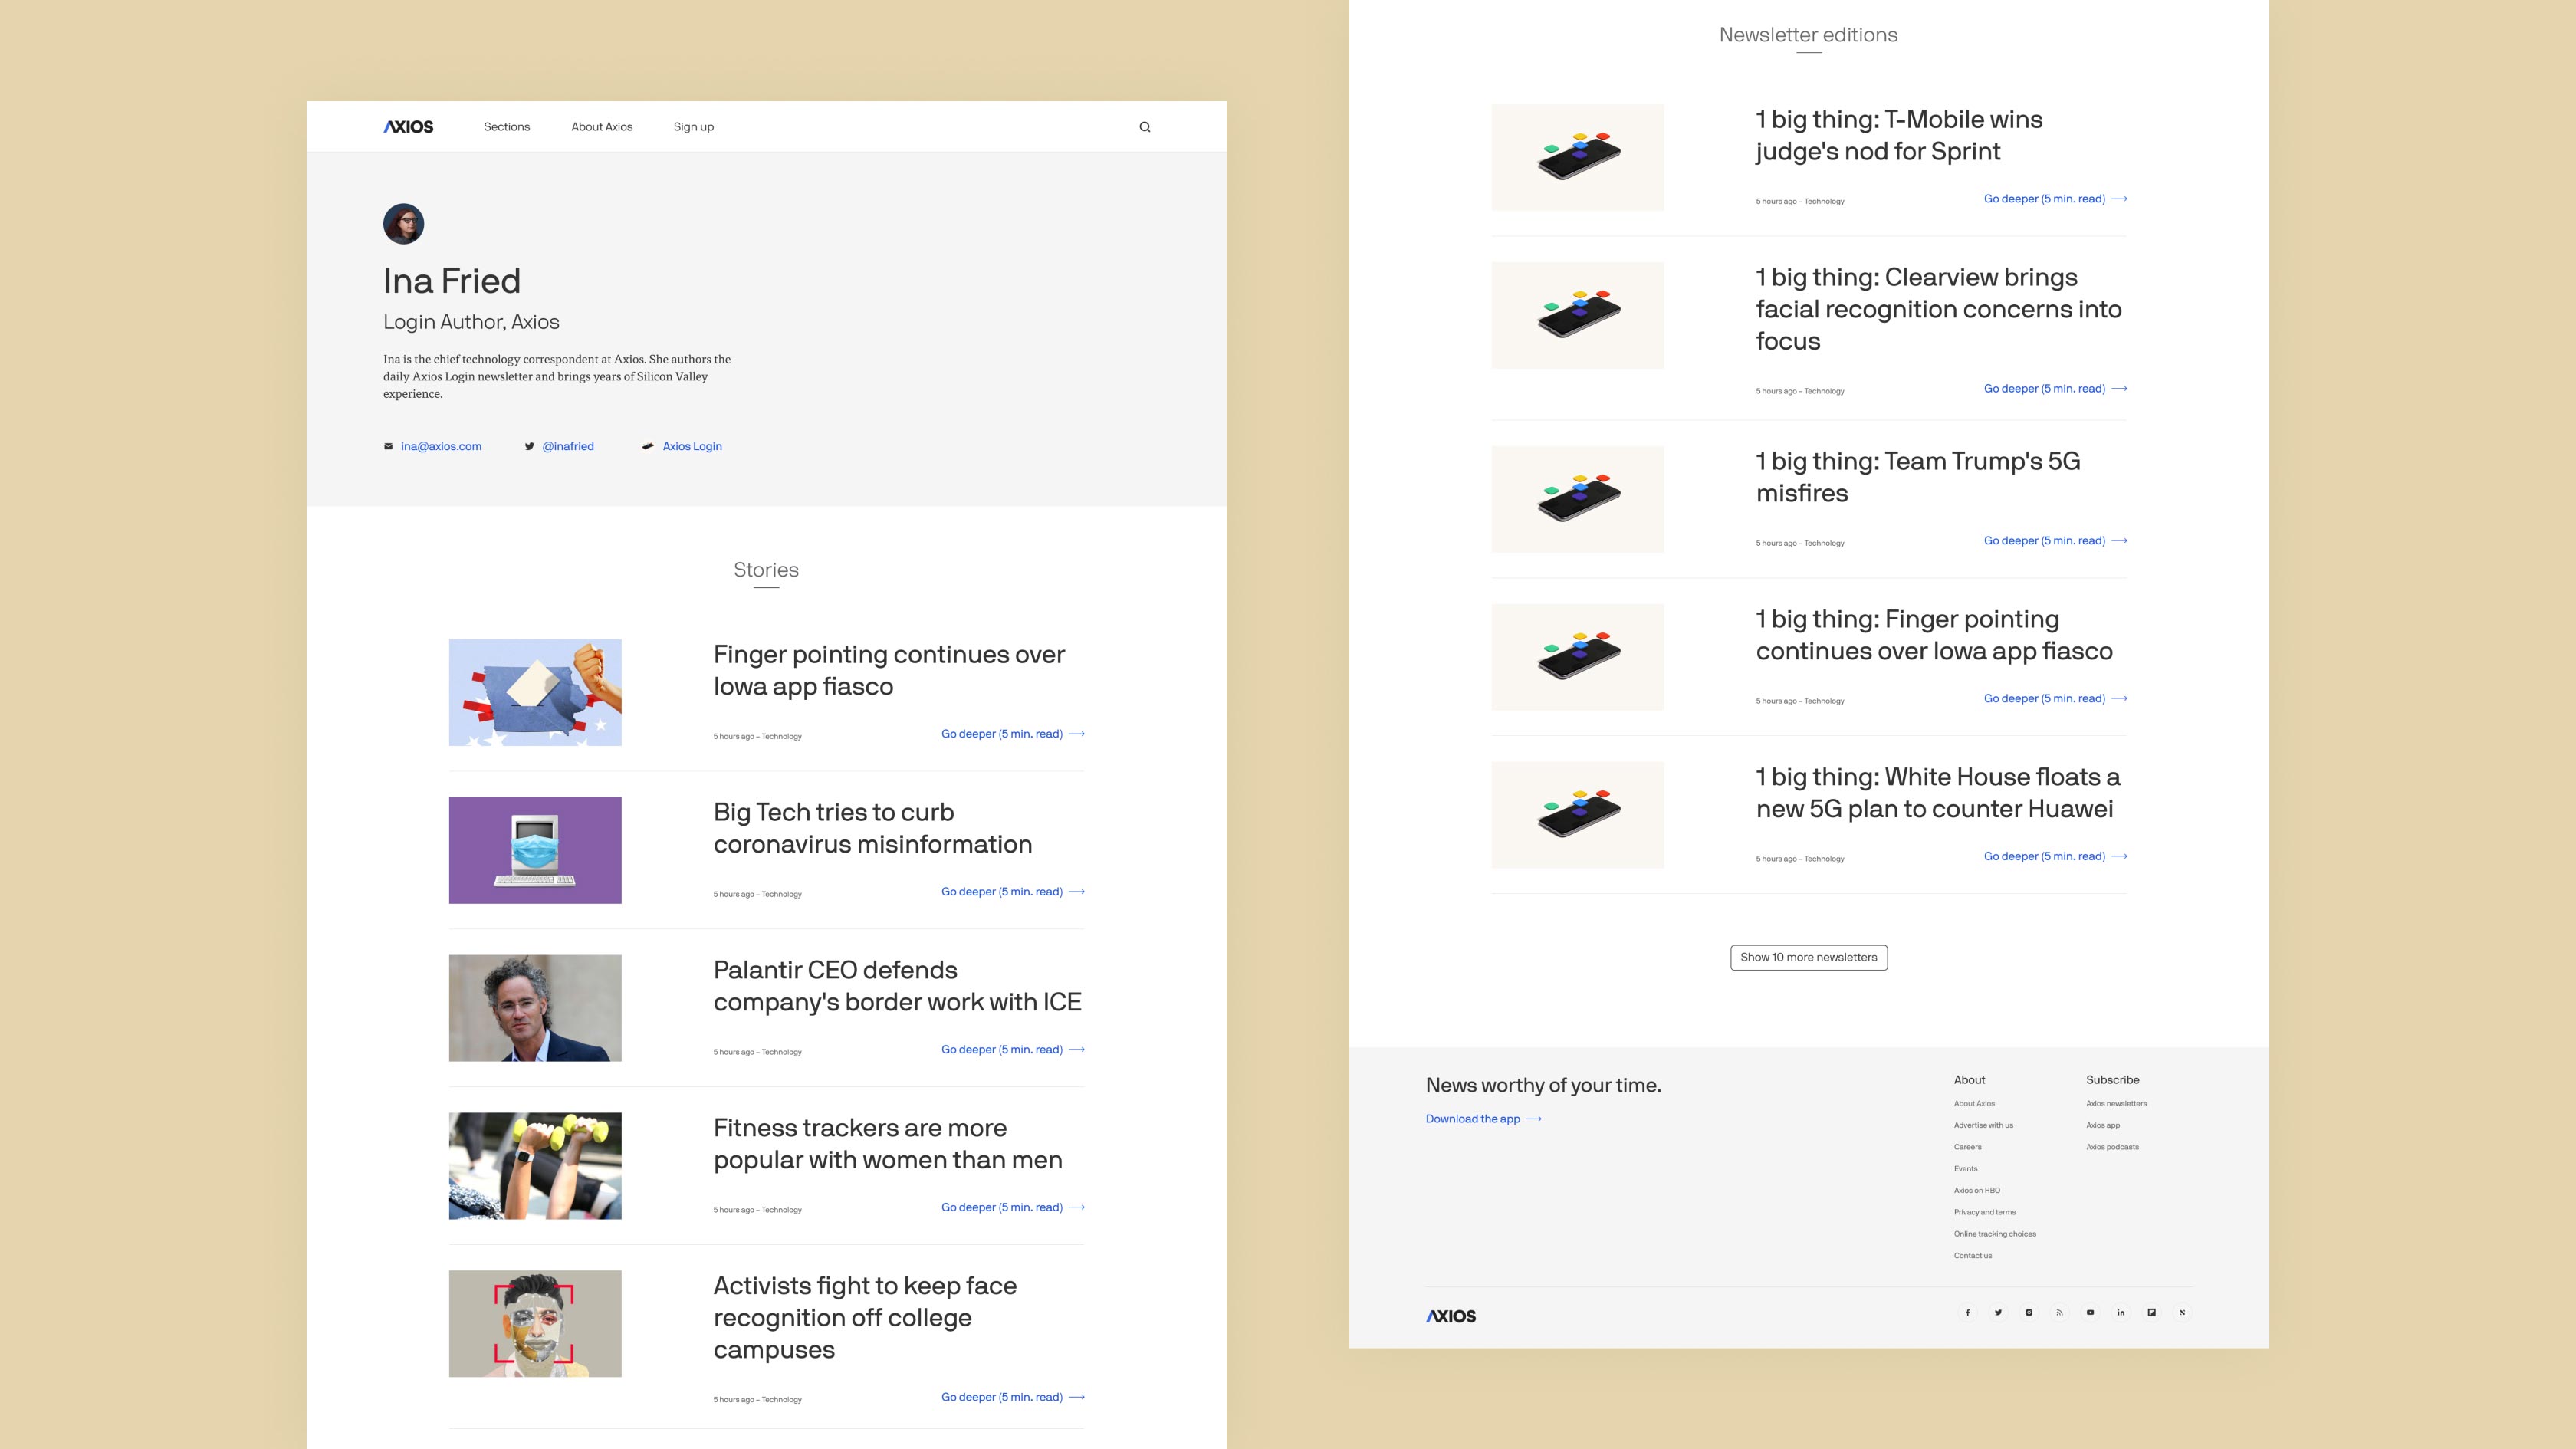 AXIOS
Sections
About Axios
Sign up
Ina Fried
Login Author, Axios
Ina is the chief technology correspondent at Axios. She authors the
daily Axios Login newsletter and brings years of Silicon Valley
experience.
ina@axios.com
@inafried
Axios Login
Stories
Finger pointing continues over
Iowa app fiasco
5 hours ago – Technology
Go deeper (5 min. read)
Big Tech tries to curb
coronavirus misinformation
5 hours ago – Technology
Go deeper (5 min. read)
Palantir CEO defends
company's border work with ICE
5 hours ago – Technology
Go deeper (5 min. read)
Fitness trackers are more
popular with women than men
5 hours ago – Technology
Go deeper (5 min. read)
Activists fight to keep face
recognition off college
campuses
5 hours ago – Technology
Go deeper (5 min. read)
Newsletter editions
1 big thing: T-Mobile wins
judge's nod for Sprint
5 hours ago – Technology
Go deeper (5 min. read)
1 big thing: Clearview brings
facial recognition concerns into
focus
5 hours ago – Technology
Go deeper (5 min. read)
1 big thing: Team Trump's 5G
misfires
5 hours ago – Technology
Go deeper (5 min. read)
1 big thing: Finger pointing
continues over Iowa app fiasco
5 hours ago – Technology
Go deeper (5 min. read)
1 big thing: White House floats a
new 5G plan to counter Huawei
5 hours ago – Technology
Go deeper (5 min. read)
Show 10 more newsletters
News worthy of your time.
Download the app
About
About Axios
Advertise with us
Careers
Events
Axios on HBO
Privacy and terms
Online tracking choices
Contact us
Subscribe
Axios newsletters
Axios app
Axios podcasts
AXIOS